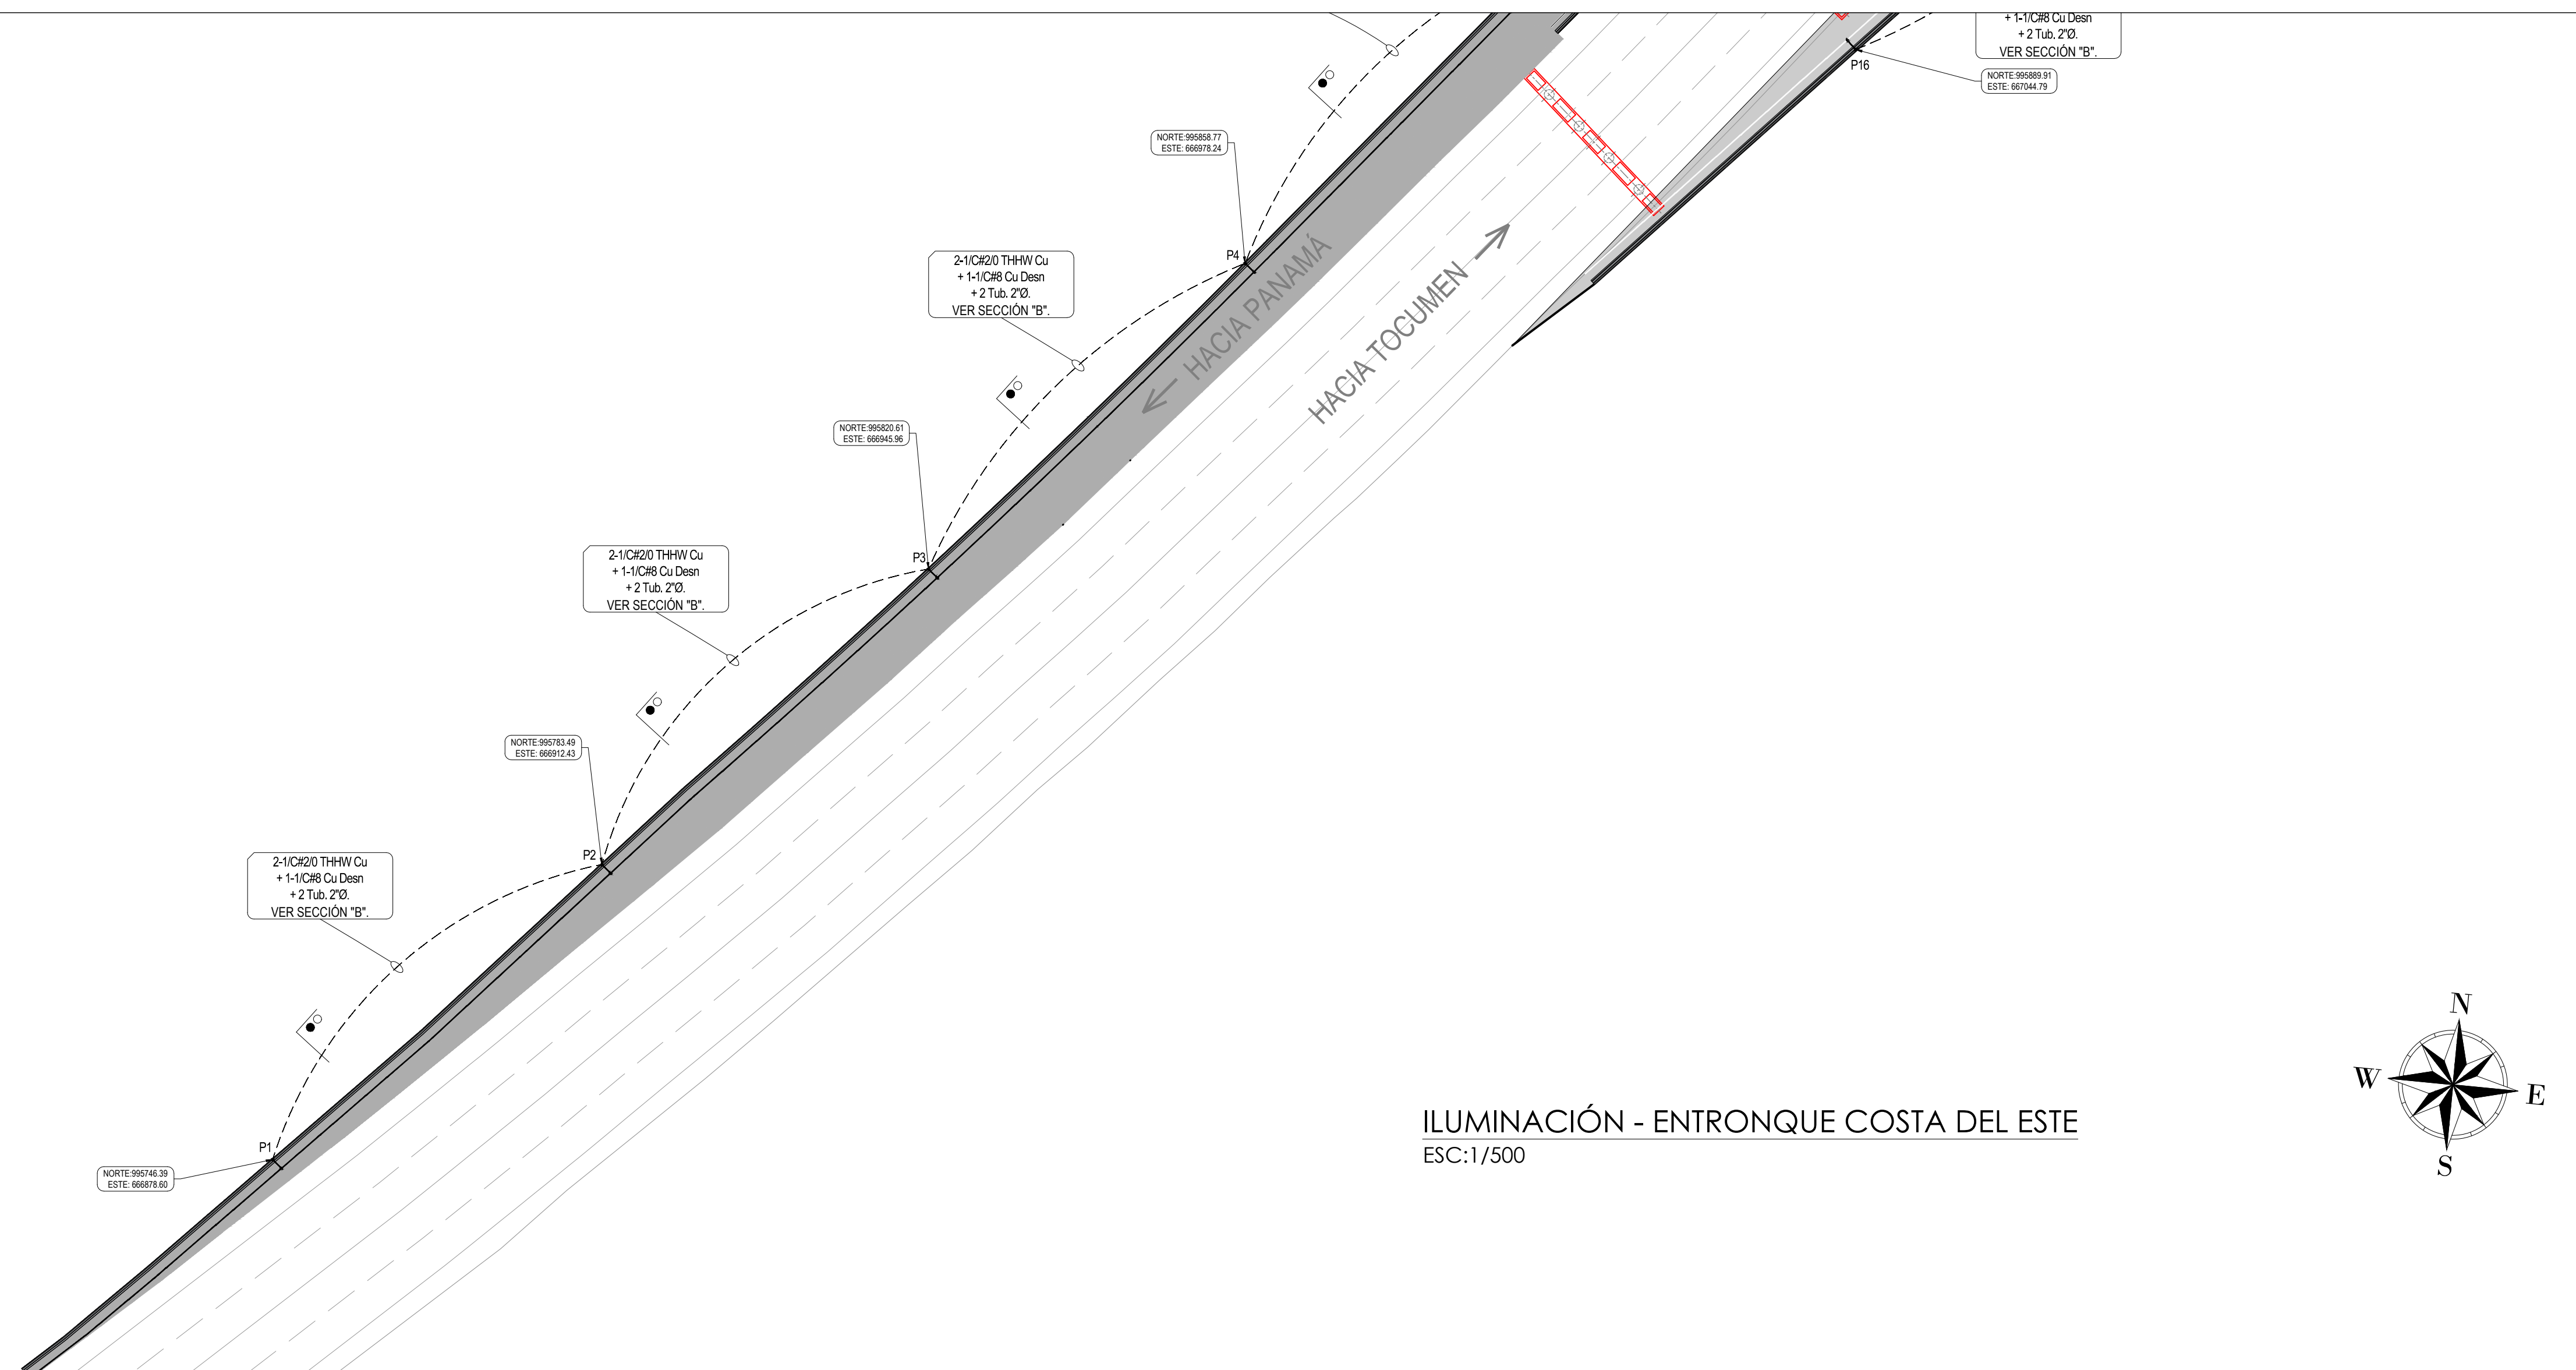 + 1-1/C#8 Cu Desn
+ 2 Tub. 2"Ø.
VER SECCIÓN "B".
P16
NORTE:995889.91
ESTE: 667044.79
NORTE:995858.77
ESTE: 666978.24
P4
2-1/C#2/0 THHW Cu
+ 1-1/C#8 Cu Desn
+ 2 Tub. 2"Ø.
VER SECCIÓN "B".
HACIA PANAMÁ
HACIA TOCUMEN
NORTE:995820.61
ESTE: 666945.96
P3
2-1/C#2/0 THHW Cu
+ 1-1/C#8 Cu Desn
+ 2 Tub. 2"Ø.
VER SECCIÓN "B".
NORTE:995783.49
ESTE: 666912.43
P2
2-1/C#2/0 THHW Cu
+ 1-1/C#8 Cu Desn
+ 2 Tub. 2"Ø.
VER SECCIÓN "B".
P1
NORTE:995746.39
ESTE: 666878.60
ILUMINACIÓN - ENTRONQUE COSTA DEL ESTE
ESC:1/500
N
W
E
S